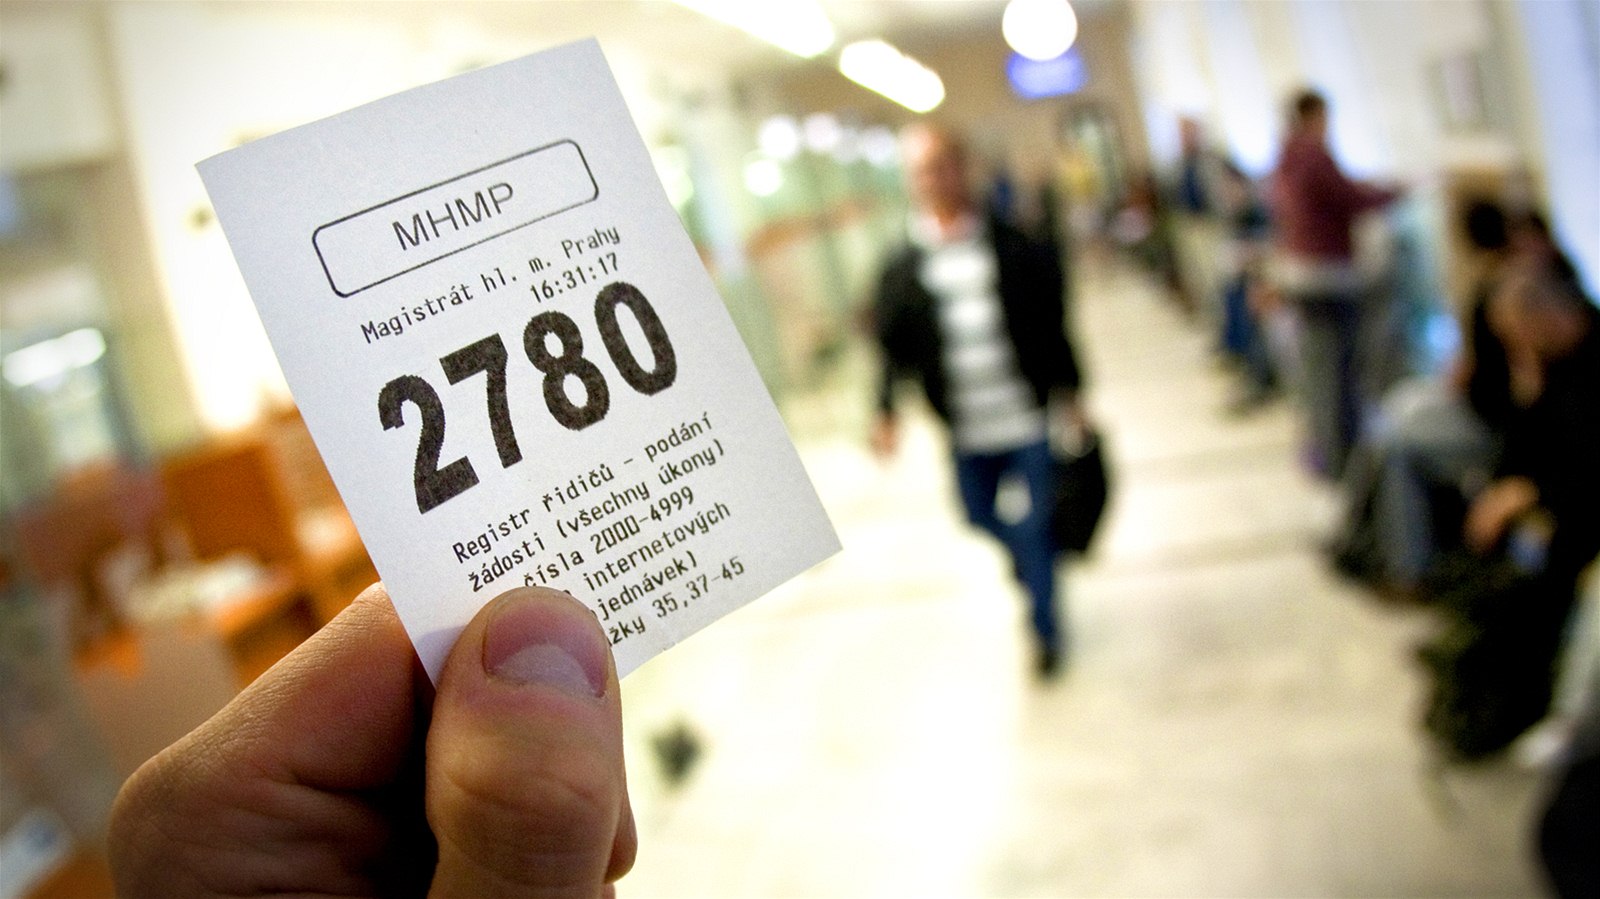 MHMP
Magistrát hl. m. Prahy
16:31:17
2780
Registr řidičů - podání
žádosti (všechny úkony)
čísla 2000-4999
internetových
35,37-45